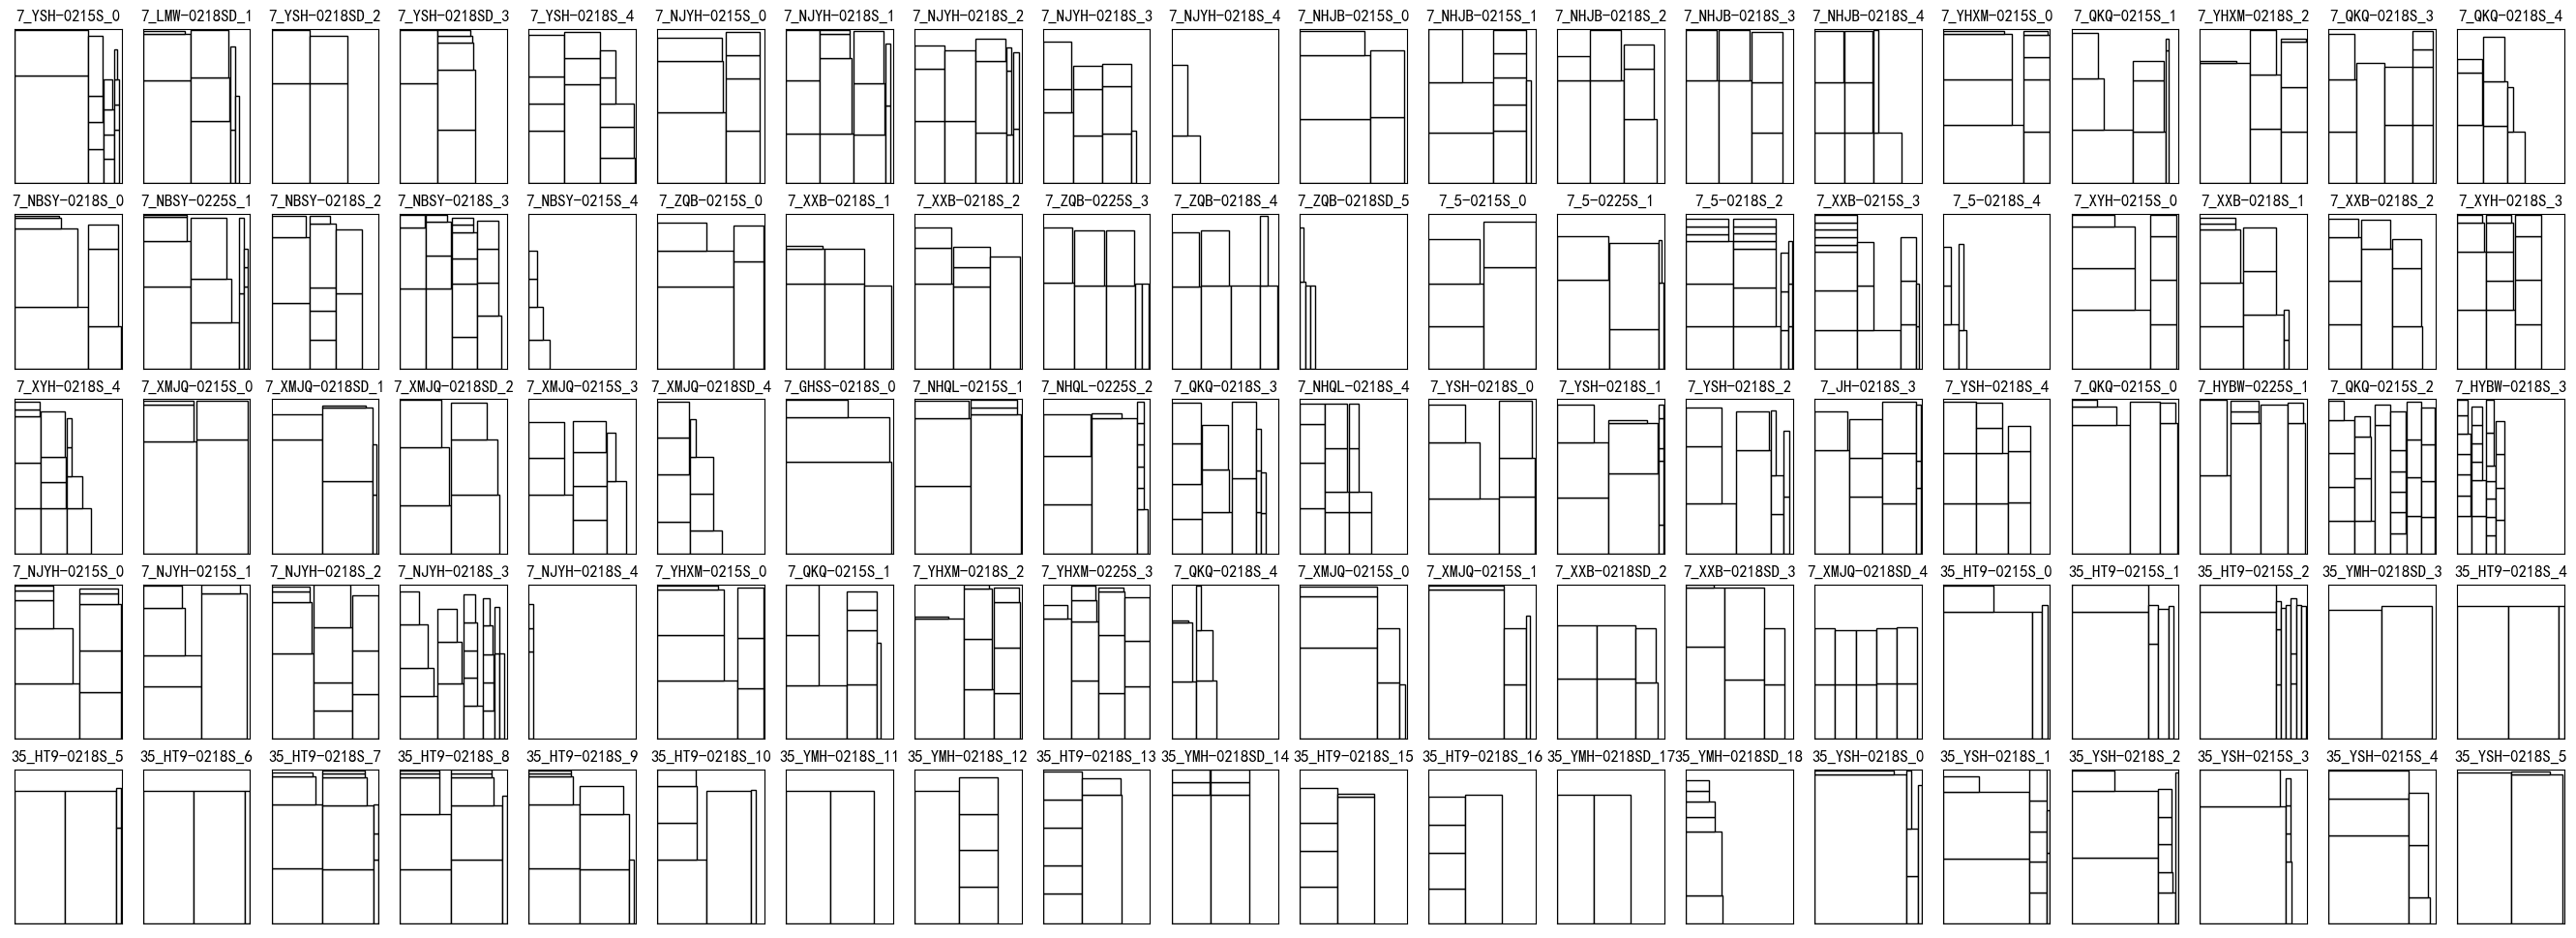 7_YSH-0215S_0 7_LMW-0218SD_1 7_YSH-0218SD_2 7_YSH-0218SD_3 7_YSH-0218S_4 7_NJYH-0215S_0 7_NJYH-0218S_1 7_NJYH-0218S_2 7_NJYH-0218S_3 7_NJYH-0218S_4 7_NHJB-0215S_0 7_NHJB-0215S_1 7_NHJB-0218S_2 7_NHJB-0218S_3 7_NHJB-0218S_4 7_YHXM-0215S_0 7_QKQ-0215S_1 7_YHXM-0218S_2 7_QKQ-0218S_3 7_QKQ-0218S_4
7_NBSY-0218S_0 7_NBSY-0225S_1 7_NBSY-0218S_2 7_NBSY-0218S_3 7_NBSY-0215S_4 7_ZQB-0215S_0 7_XXB-0218S_1 7_XXB-0218S_2 7_ZQB-0225S_3 7_ZQB-0218S_4 7_ZQB-0218SD_5 7_5-0215S_0 7_5-0225S_1 7_5-0218S_2 7_XXB-0215S_3 7_5-0218S_4 7_XYH-0215S_0 7_XXB-0218S_1 7_XXB-0218S_2 7_XYH-0218S_3
7_XYH-0218S_4 7_XMJQ-0215S_0 7_XMJQ-0218SD_1 7_XMJQ-0218SD_2 7_XMJQ-0215S_3 7_XMJQ-0218SD_4 7_GHSS-0218S_0 7_NHQL-0215S_1 7_NHQL-0225S_2 7_QKQ-0218S_3 7_NHQL-0218S_4 7_YSH-0218S_0 7_YSH-0218S_1 7_YSH-0218S_2 7_JH-0218S_3 7_YSH-0218S_4 7_QKQ-0215S_0 7_HYBW-0225S_1 7_QKQ-0215S_2 7_HYBW-0218S_3
7_NJYH-0215S_0 7_NJYH-0215S_1 7_NJYH-0218S_2 7_NJYH-0218S_3 7_NJYH-0218S_4 7_YHXM-0215S_0 7_QKQ-0215S_1 7_YHXM-0218S_2 7_YHXM-0225S_3 7_QKQ-0218S_4 7_XMJQ-0215S_0 7_XMJQ-0215S_1 7_XXB-0218SD_2 7_XXB-0218SD_3 7_XMJQ-0218SD_4 35_HT9-0215S_0 35_HT9-0215S_1 35_HT9-0215S_2 35_YMH-0218SD_3 35_HT9-0218S_4
35_HT9-0218S_5 35_HT9-0218S_6 35_HT9-0218S_7 35_HT9-0218S_8 35_HT9-0218S_9 35_HT9-0218S_10 35_YMH-0218S_11 35_YMH-0218S_12 35_HT9-0218S_13 35_YMH-0218SD_14 35_HT9-0218S_15 35_HT9-0218S_16 35_YMH-0218SD_17 35_YMH-0218SD_18 35_YSH-0218S_0 35_YSH-0218S_1 35_YSH-0218S_2 35_YSH-0215S_3 35_YSH-0215S_4 35_YSH-0218S_5